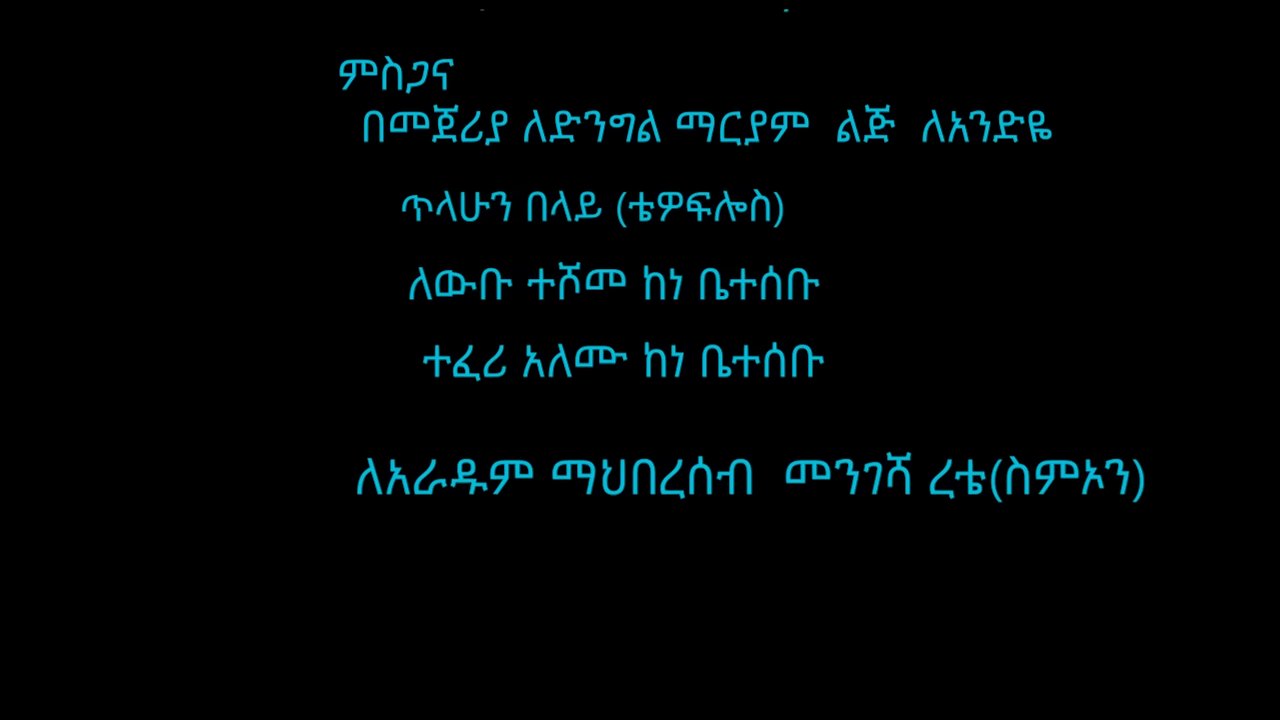 ምስጋና
በመጀሪያ ለድንግል ማርያም ልጅ ለአንድዬ
ጥላሁን በላይ (ቴዎፍሎስ)
ለውቡ ተሾመ ከነ ቤተሰቡ
ተፈሪ አለሙ ከነ ቤተሰቡ
ለአራዱም ማህበረሰብ መንገሻ ረቴ(ስምኦን)